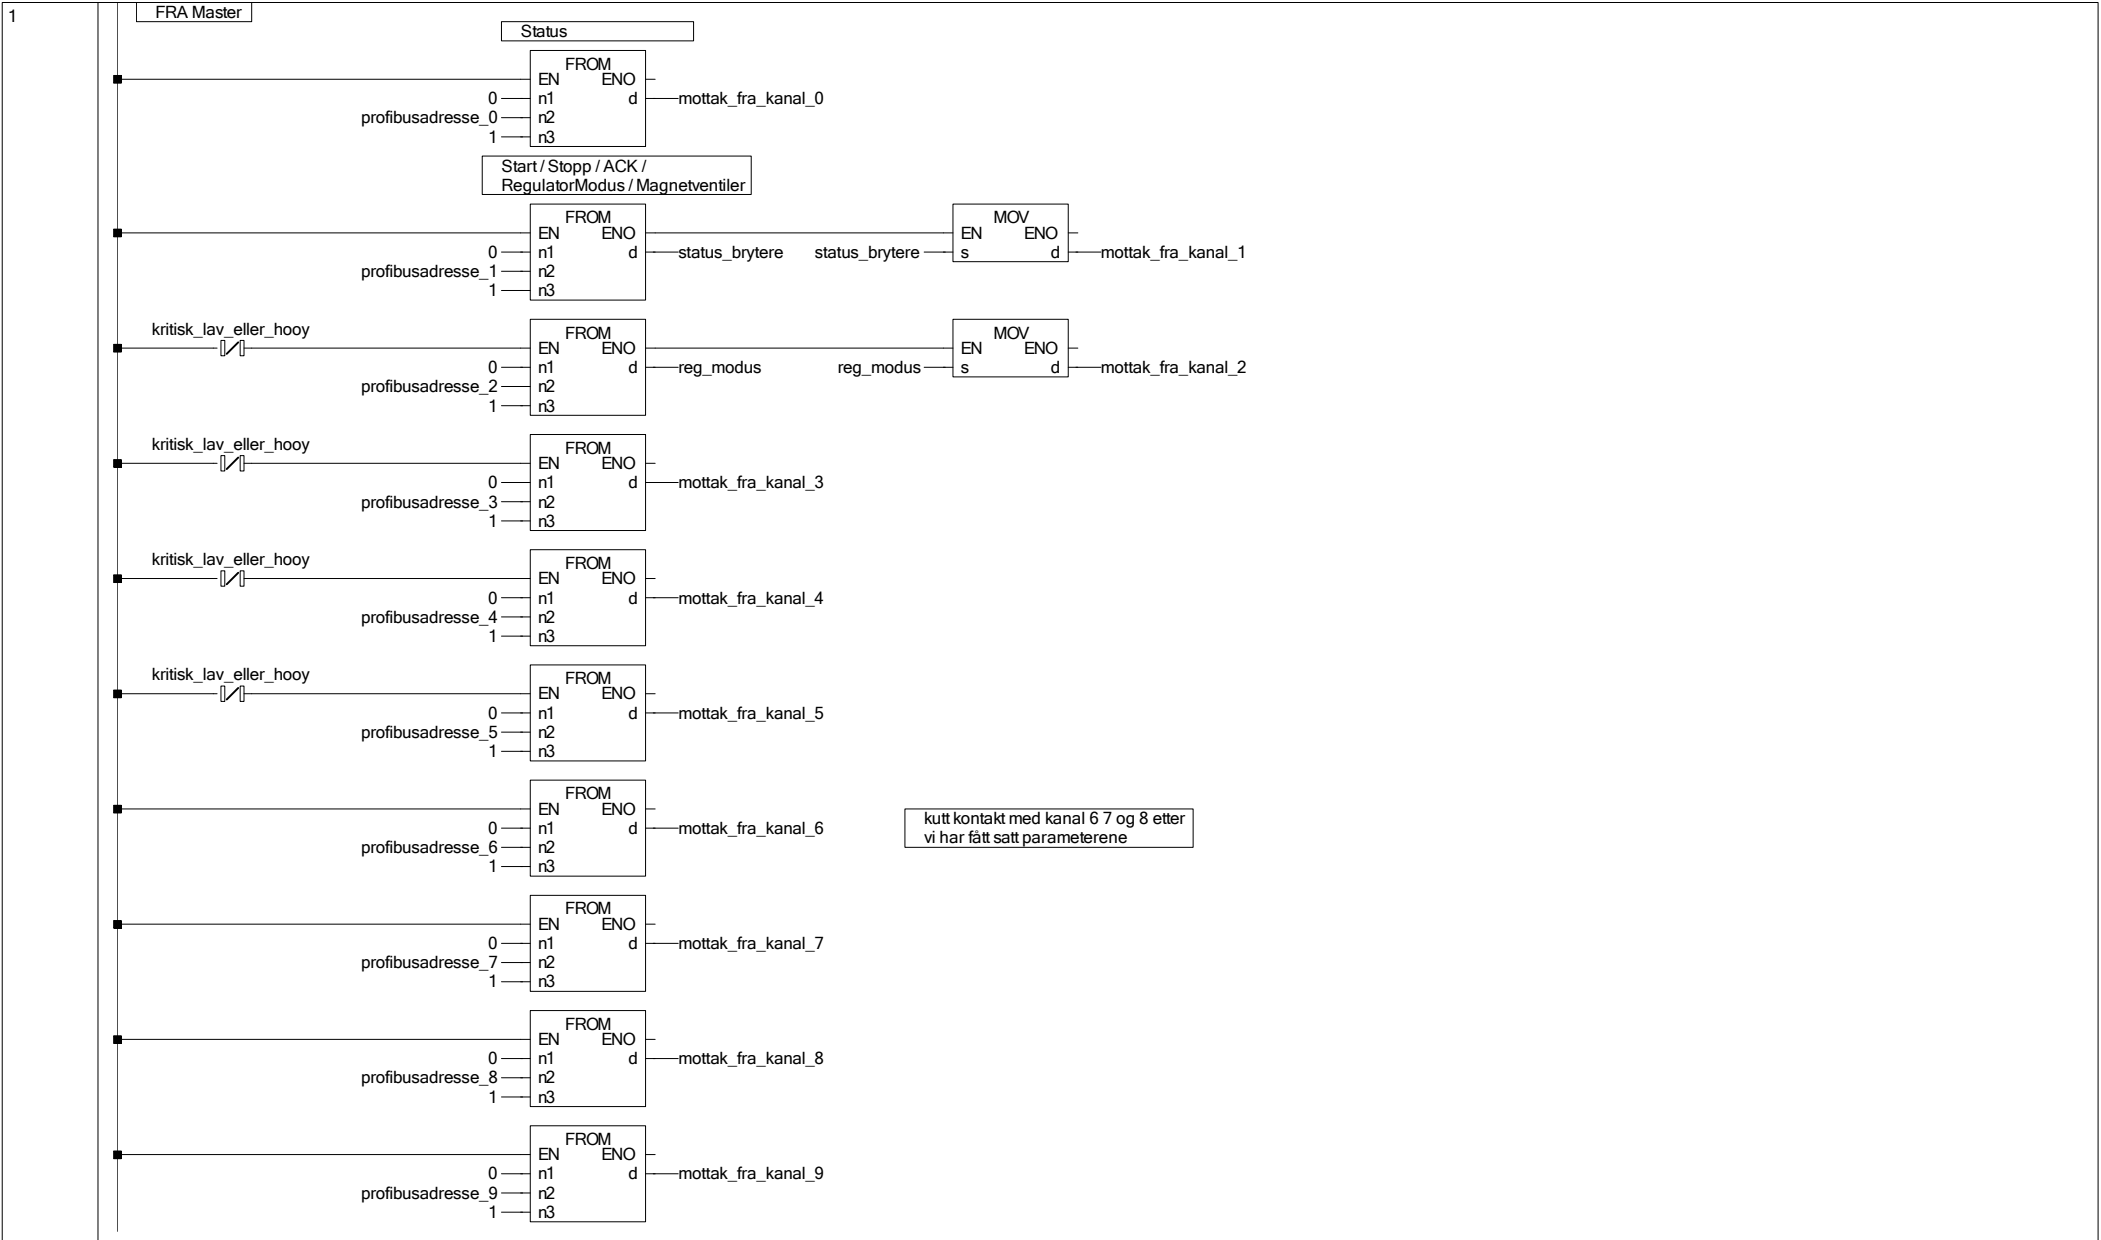 1
FRA Master
Status
FROM
EN ENO
0 n1 d mottak_fra_kanal_0
profibusadresse_0 n2
1 n3
Start / Stopp / ACK /
RegulatorModus / Magnetventiler
FROM MOV
EN ENO EN ENO
0 n1 d status_brytere status_brytere s d mottak_fra_kanal_1
profibusadresse_1 n2
1 n3
kritisk_lav_eller_hooy FROM MOV
EN ENO EN ENO
0 n1 d reg_modus reg_modus s d mottak_fra_kanal_2
profibusadresse_2 n2
1 n3
kritisk_lav_eller_hooy FROM
EN ENO
0 n1 d mottak_fra_kanal_3
profibusadresse_3 n2
1 n3
kritisk_lav_eller_hooy FROM
EN ENO
0 n1 d mottak_fra_kanal_4
profibusadresse_4 n2
1 n3
kritisk_lav_eller_hooy FROM
EN ENO
0 n1 d mottak_fra_kanal_5
profibusadresse_5 n2
1 n3
FROM
EN ENO
0 n1 d mottak_fra_kanal_6
profibusadresse_6 n2
1 n3
kutt kontakt med kanal 6 7 og 8 etter
vi har fått satt parameterene
FROM
EN ENO
0 n1 d mottak_fra_kanal_7
profibusadresse_7 n2
1 n3
FROM
EN ENO
0 n1 d mottak_fra_kanal_8
profibusadresse_8 n2
1 n3
FROM
EN ENO
0 n1 d mottak_fra_kanal_9
profibusadresse_9 n2
1 n3